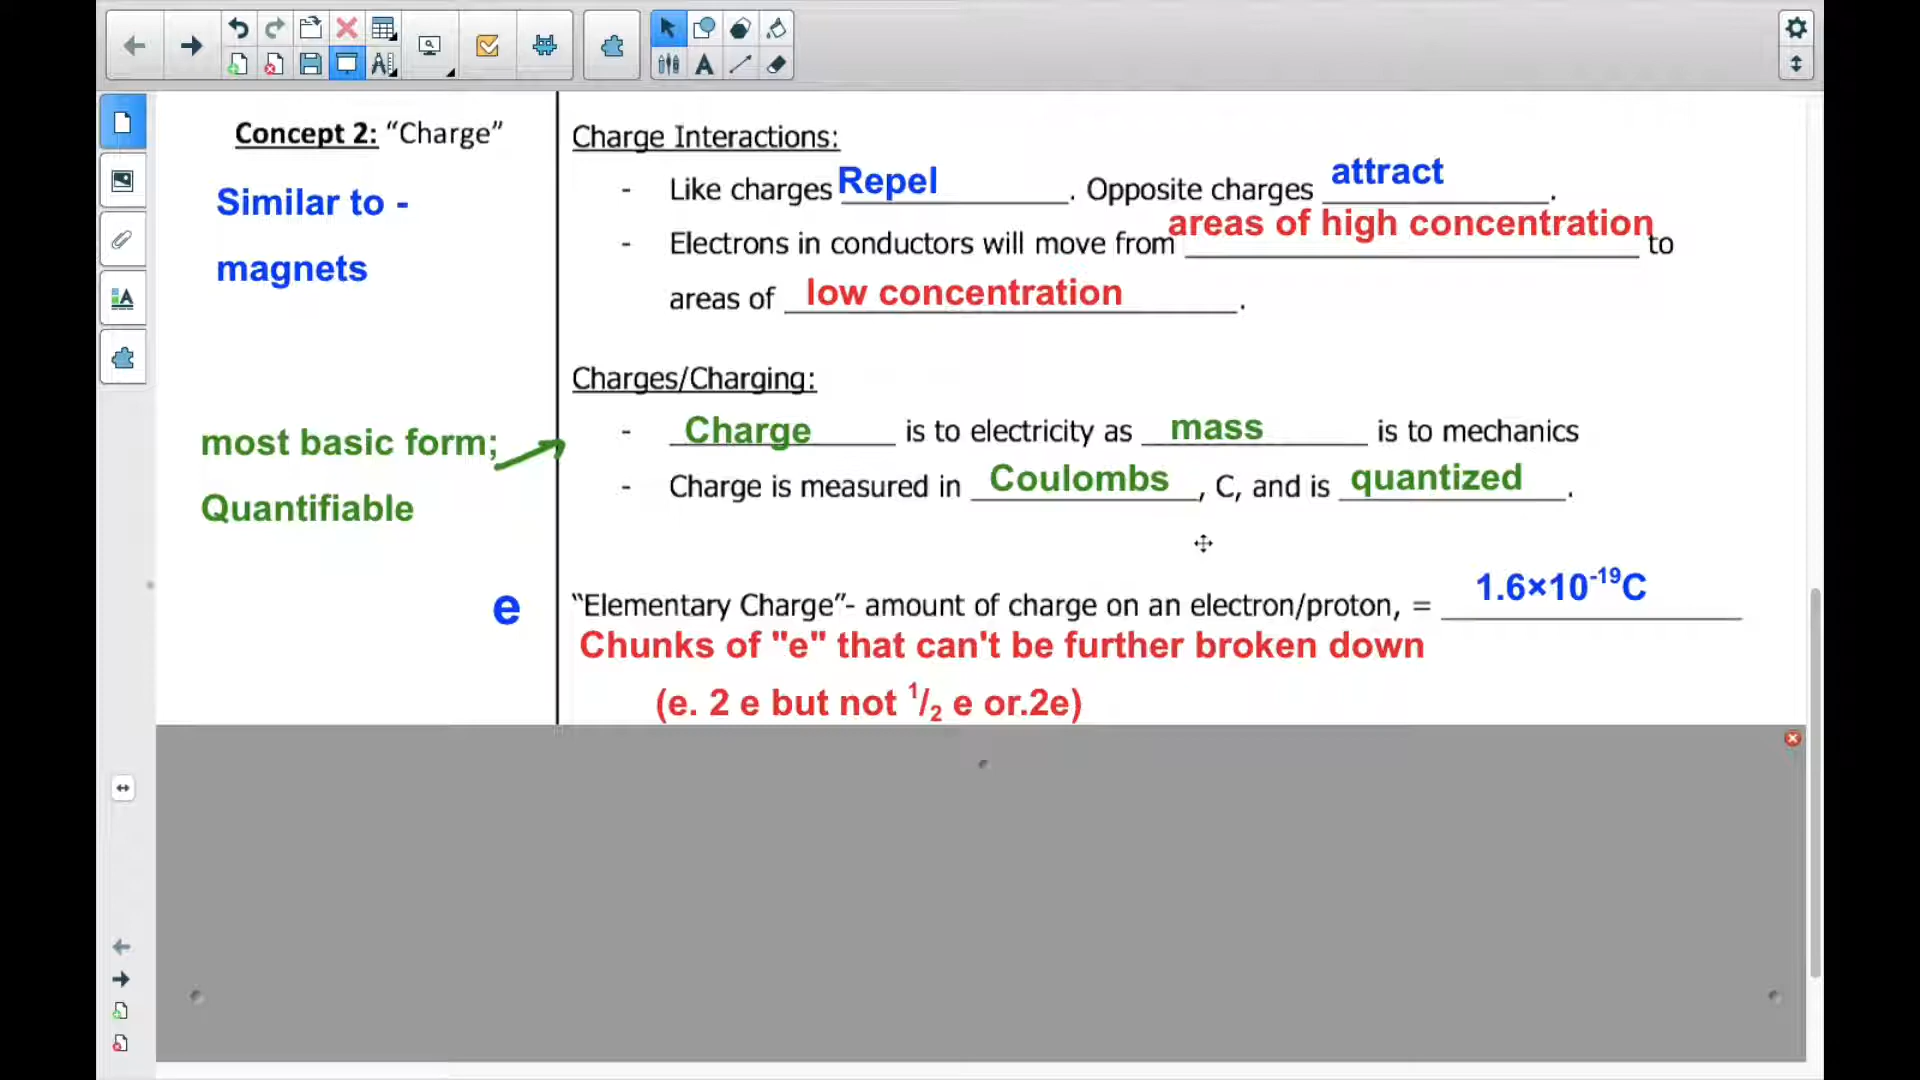 Concept 2: “Charge”
Similar to -
magnets
most basic form;
Quantifiable
e
Charge Interactions:
- Like charges Repel. Opposite charges attract.
- Electrons in conductors will move from areas of high concentration to
areas of low concentration.
Charges/Charging:
- Charge is to electricity as mass is to mechanics
- Charge is measured in Coulombs, C, and is quantized.
“Elementary Charge”- amount of charge on an electron/proton, = 1.6×10⁻¹⁹C
Chunks of "e" that can't be further broken down
(e. 2 e but not ¹/₂ e or.2e)